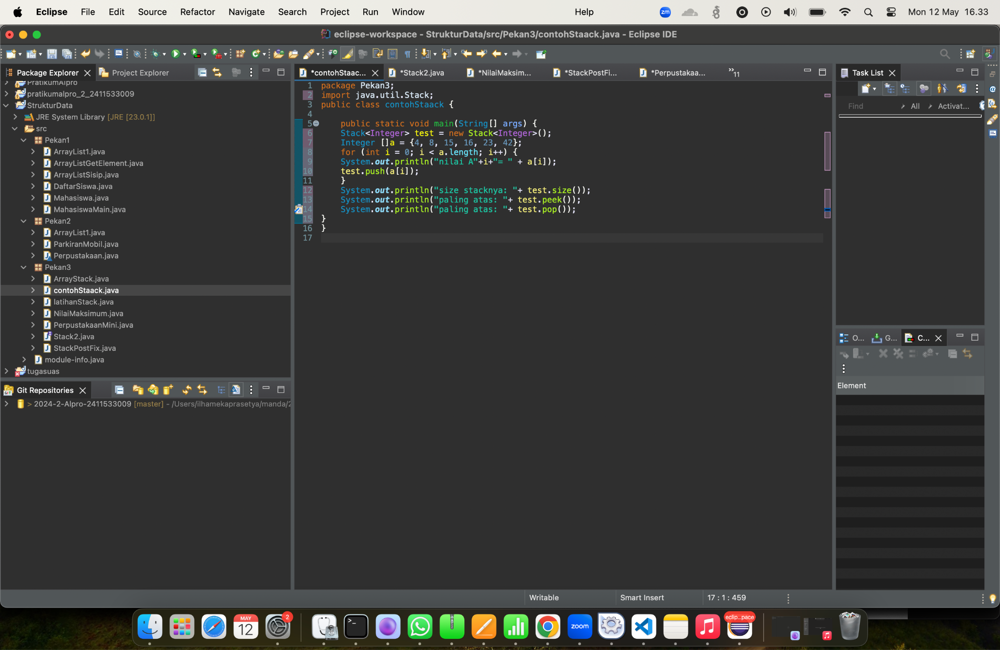 Eclipse File Edit Source Refactor Navigate Search Project Run Window Help zm Mon 12 May 16.33
eclipse-workspace - StrukturData/src/Pekan3/contohStaack.java - Eclipse IDE
Package Explorer Project Explorer
PratikumAlpro
pratikumalpro_2_2411533009
StrukturData
JRE System Library [JRE [23.0.1]]
src
Pekan1
ArrayList1.java
ArrayListGetElement.java
ArrayListSisip.java
DaftarSiswa.java
Mahasiswa.java
MahasiswaMain.java
Pekan2
ArrayList1.java
ParkiranMobil.java
Perpustakaan.java
Pekan3
ArrayStack.java
contohStaack.java
latihanStack.java
NilaiMaksimum.java
PerpustakaanMini.java
Stack2.java
StackPostFix.java
module-info.java
tugasuas
Git Repositories
> 2024-2-Alpro-2411533009 [master] - /Users/ilhamekaprasetya/manda/2
*contohStaac... *Stack2.java *NilaiMaksim... *StackPostFi... *Perpustakaa... »11
1 package Pekan3;
2 import java.util.Stack;
3 public class contohStaack {
4
5 public static void main(String[] args) {
6 Stack<Integer> test = new Stack<Integer>();
7 Integer []a = {4, 8, 15, 16, 23, 42};
8 for (int i = 0; i < a.length; i++) {
9 System.out.println("nilai A"+i+"= " + a[i]);
10 test.push(a[i]);
11 }
12 System.out.println("size stacknya: "+ test.size());
13 System.out.println("paling atas: "+ test.peek());
14 System.out.println("paling atas: "+ test.pop());
15 }
16 }
17
Task List
Find All Activat...
O... G... C...
Element
Writable Smart Insert 17 : 1 : 459
MAY
12
2
zoom
eclip...pace